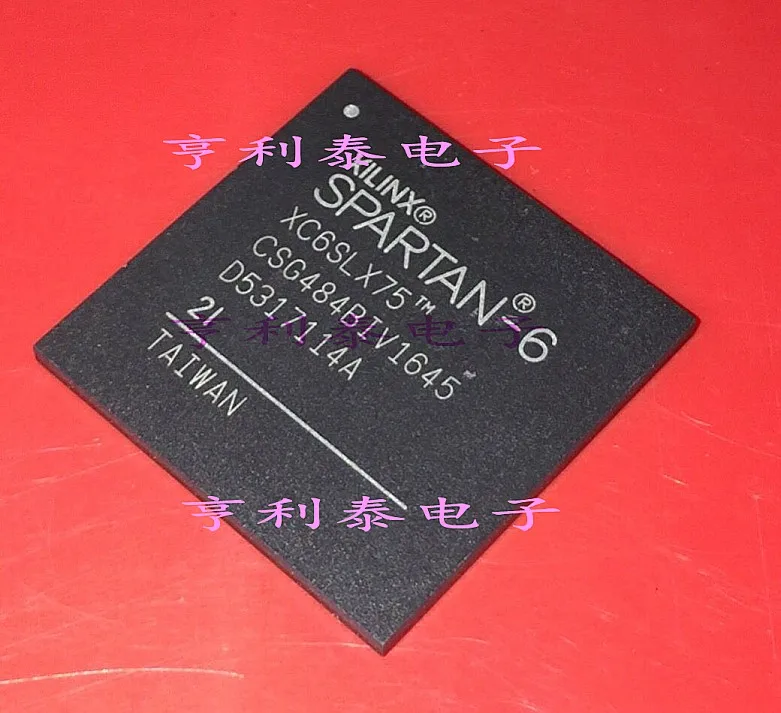 亨利泰电子
XILINX®
SPARTAN-6®
XC6SLX75™
CSG484BIV1645
D5317114A
2I
TAIWAN
亨利泰电子
亨利泰电子